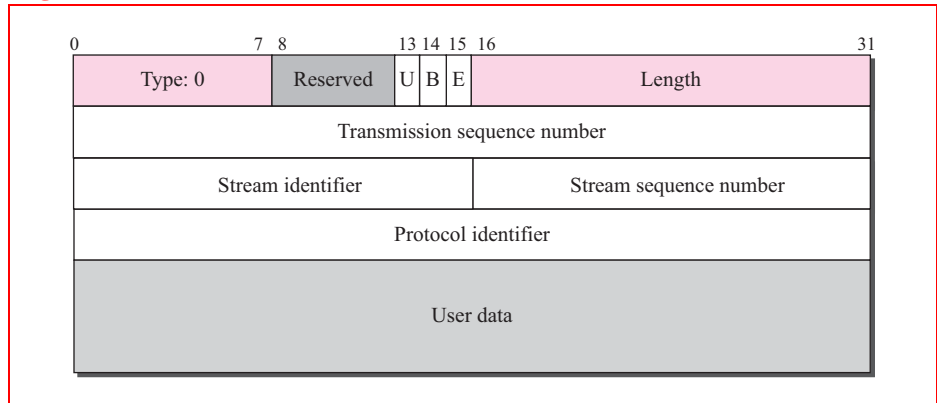 0 7 8 13 14 15 16 31
Type: 0 Reserved U B E Length
Transmission sequence number
Stream identifier Stream sequence number
Protocol identifier
User data